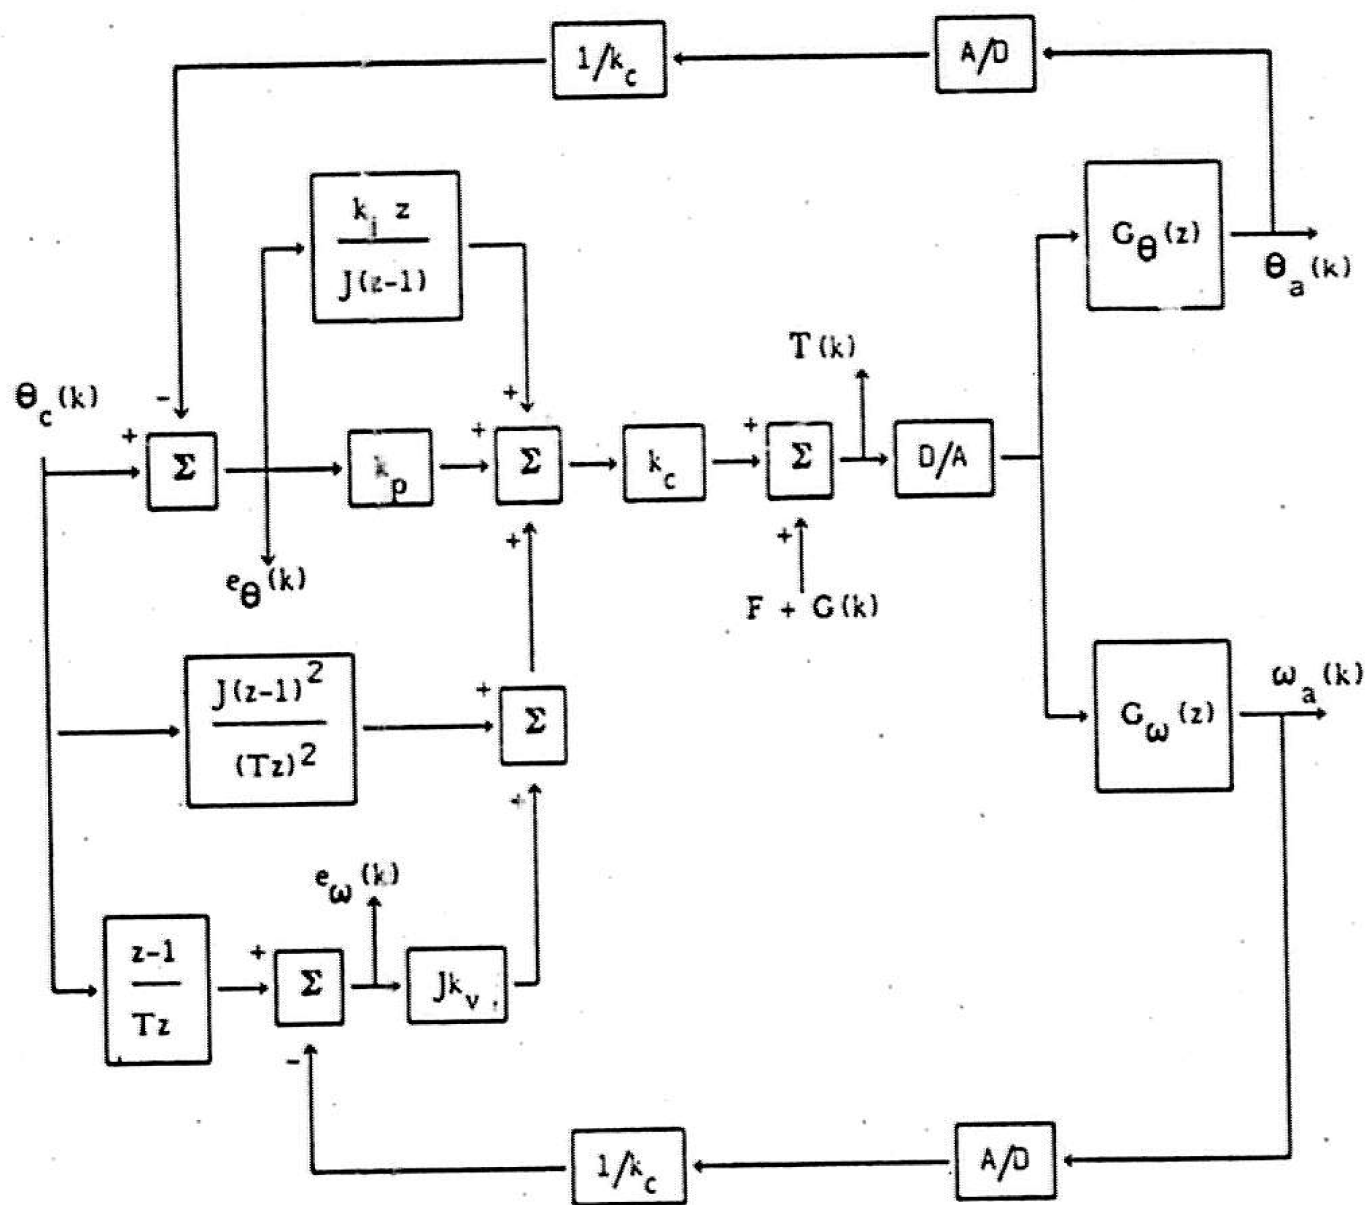 1/k_c
A/D
k_i z
J(z-1)
G_θ(z)
θ_a(k)
T(k)
θ_c(k)
-
+
+
+
+
Σ
k_p
Σ
k_c
Σ
D/A
+
+
e_θ(k)
F + G(k)
J(z-1)^2
(Tz)^2
+
Σ
G_ω(z)
ω_a(k)
+
e_ω(k)
z-1
Tz
+
Σ
Jk_v
-
1/k_c
A/D